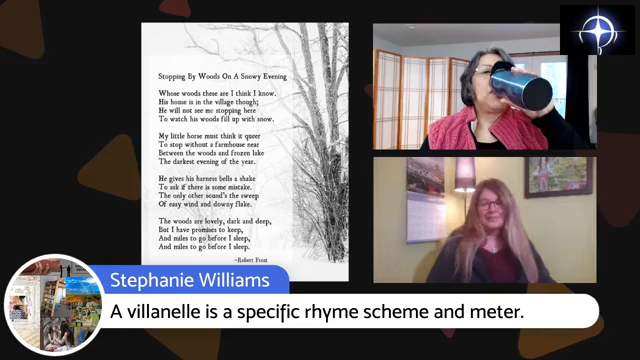 Stopping By Woods On A Snowy Evening
Whose woods these are I think I know.
His house is in the village though;
He will not see me stopping here
To watch his woods fill up with snow.
My little horse must think it queer
To stop without a farmhouse near
Between the woods and frozen lake
The darkest evening of the year.
He gives his harness bells a shake
To ask if there is some mistake.
The only other sound's the sweep
Of easy wind and downy flake.
The woods are lovely, dark and deep,
But I have promises to keep,
And miles to go before I sleep,
And miles to go before I sleep.
~Robert Frost
Stephanie Williams
A villanelle is a specific rhyme scheme and meter.